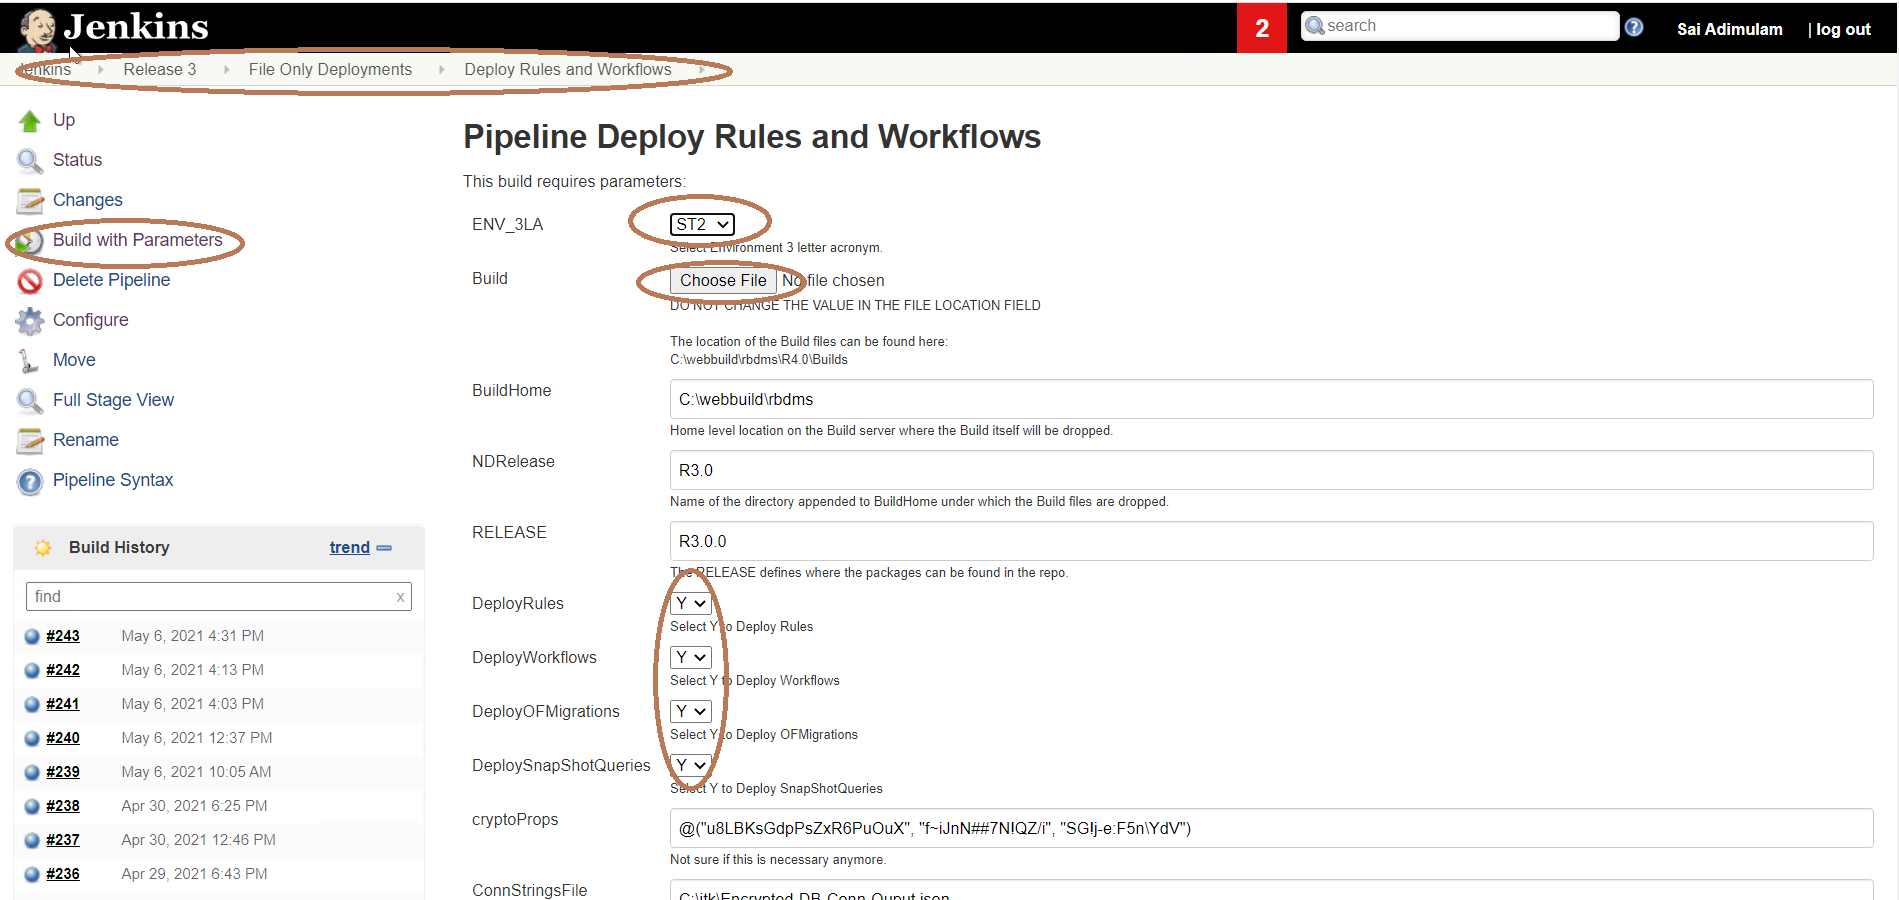 Jenkins
2
search
Sai Adimulam
| log out
Jenkins
Release 3
File Only Deployments
Deploy Rules and Workflows
Up
Status
Changes
Build with Parameters
Delete Pipeline
Configure
Move
Full Stage View
Rename
Pipeline Syntax
Build History
trend
find
x
#243 May 6, 2021 4:31 PM
#242 May 6, 2021 4:13 PM
#241 May 6, 2021 4:03 PM
#240 May 6, 2021 12:37 PM
#239 May 6, 2021 10:05 AM
#238 Apr 30, 2021 6:25 PM
#237 Apr 30, 2021 12:46 PM
#236 Apr 29, 2021 6:43 PM
Pipeline Deploy Rules and Workflows
This build requires parameters:
ENV_3LA
ST2
Select Environment 3 letter acronym.
Build
Choose File No file chosen
DO NOT CHANGE THE VALUE IN THE FILE LOCATION FIELD
The location of the Build files can be found here:
C:\webbuild\rbdms\R4.0\Builds
BuildHome
C:\webbuild\rbdms
Home level location on the Build server where the Build itself will be dropped.
NDRelease
R3.0
Name of the directory appended to BuildHome under which the Build files are dropped.
RELEASE
R3.0.0
The RELEASE defines where the packages can be found in the repo.
DeployRules
Y
Select Y to Deploy Rules
DeployWorkflows
Y
Select Y to Deploy Workflows
DeployOFMigrations
Y
Select Y to Deploy OFMigrations
DeploySnapShotQueries
Y
Select Y to Deploy SnapShotQueries
cryptoProps
@("u8LBKsGdpPsZxR6PuOuX", "f~iJnN##7N!QZ/i", "SG!j-e:F5n\YdV")
Not sure if this is necessary anymore.
ConnStringsFile
C:\itk\Encrypted-DB-Conn-Ouput.json